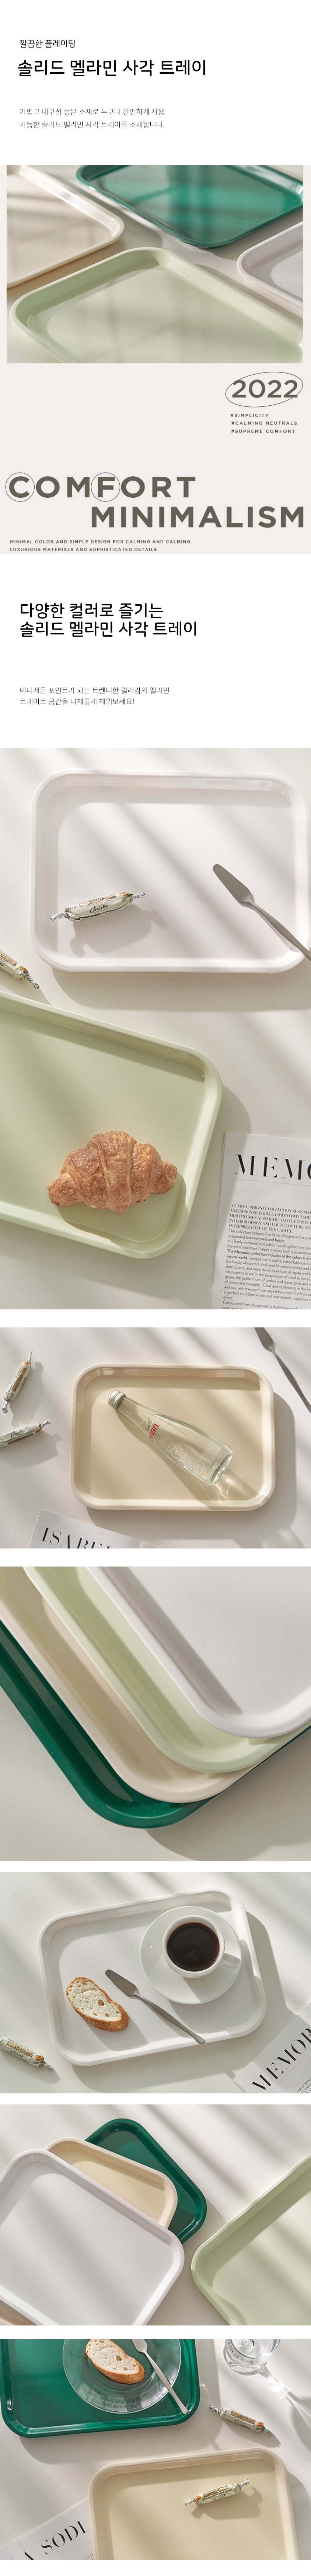 깔끔한 플레이팅
솔리드 멜라민 사각 트레이
가볍고 내구성 좋은 소재로 누구나 간편하게 사용
가능한 솔리드 멜라민 사각 트레이를 소개합니다.
2022
#SIMPLICITY
#CALMING NEUTRALS
#SUPREME COMFORT
COMFORT
MINIMALISM
MINIMAL COLOR AND SIMPLE DESIGN FOR CALMING AND CALMING
LUXURIOUS MATERIALS AND SOPHISTICATED DETAILS
다양한 컬러로 즐기는
솔리드 멜라민 사각 트레이
어디서든 포인트가 되는 트렌디한 컬러감의 멜라민
트레이로 공간을 다채롭게 채워보세요!
MEMO
ISABE
MEMOR
A SODI